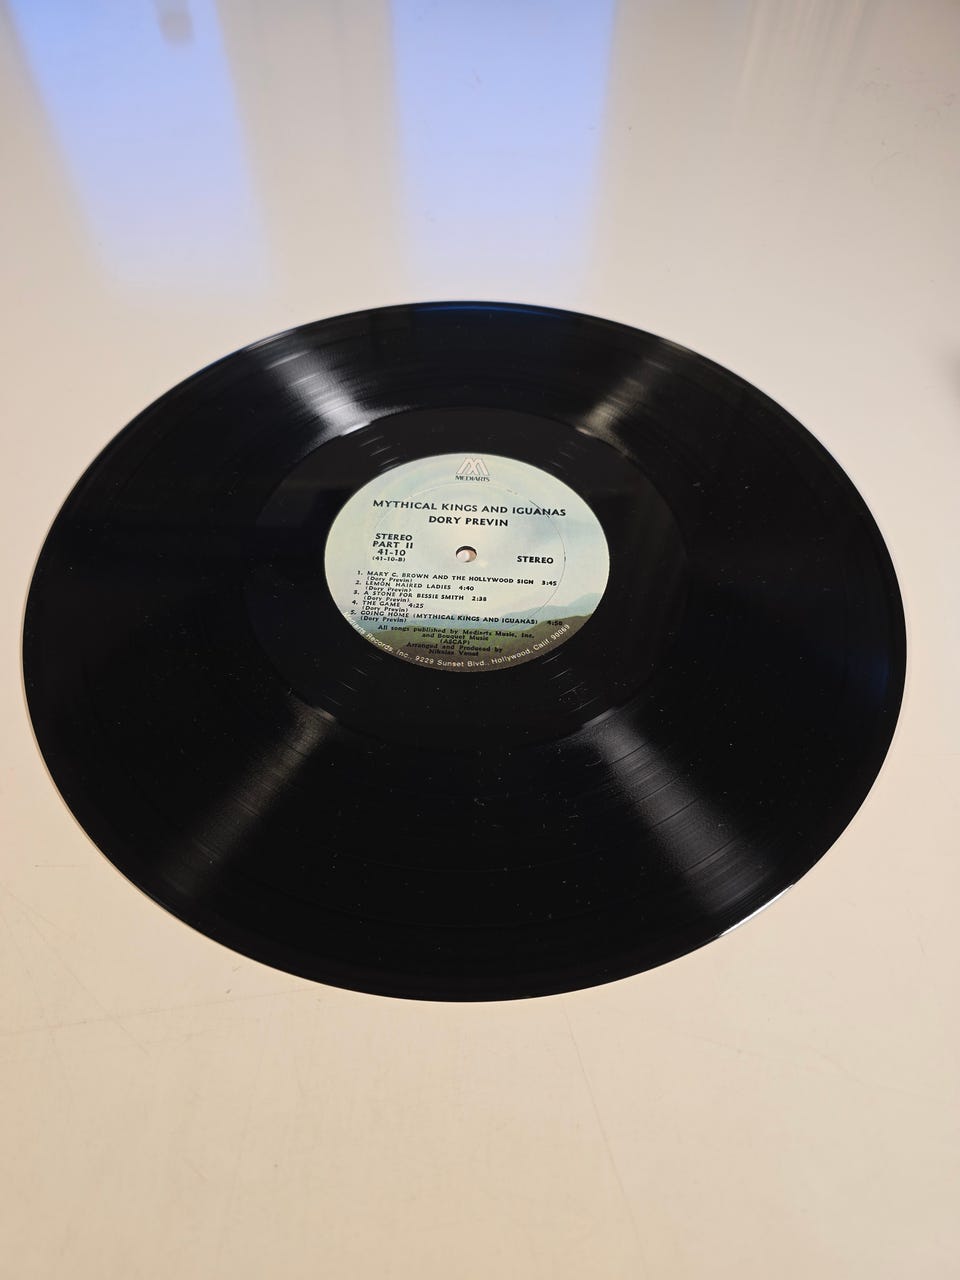 MEDIARTS
MYTHICAL KINGS AND IGUANAS
DORY PREVIN
STEREO
PART II
41-10
(41-10-B)
STEREO
1. MARY C. BROWN AND THE HOLLYWOOD SIGN 3:45
(Dory Previn)
2. LEMON HAIRED LADIES 4:40
(Dory Previn)
3. A STONE FOR BESSIE SMITH 2:38
(Dory Previn)
4. THE GAME 4:25
(Dory Previn)
5. GOING HOME (MYTHICAL KINGS AND IGUANAS) 4:58
(Dory Previn)
All songs published by Mediarts Music, Inc.
and Bouquet Music
(ASCAP)
Arranged and Produced by
Nikolas Venet
Mediarts Records, Inc., 9229 Sunset Blvd., Hollywood, Calif. 90069